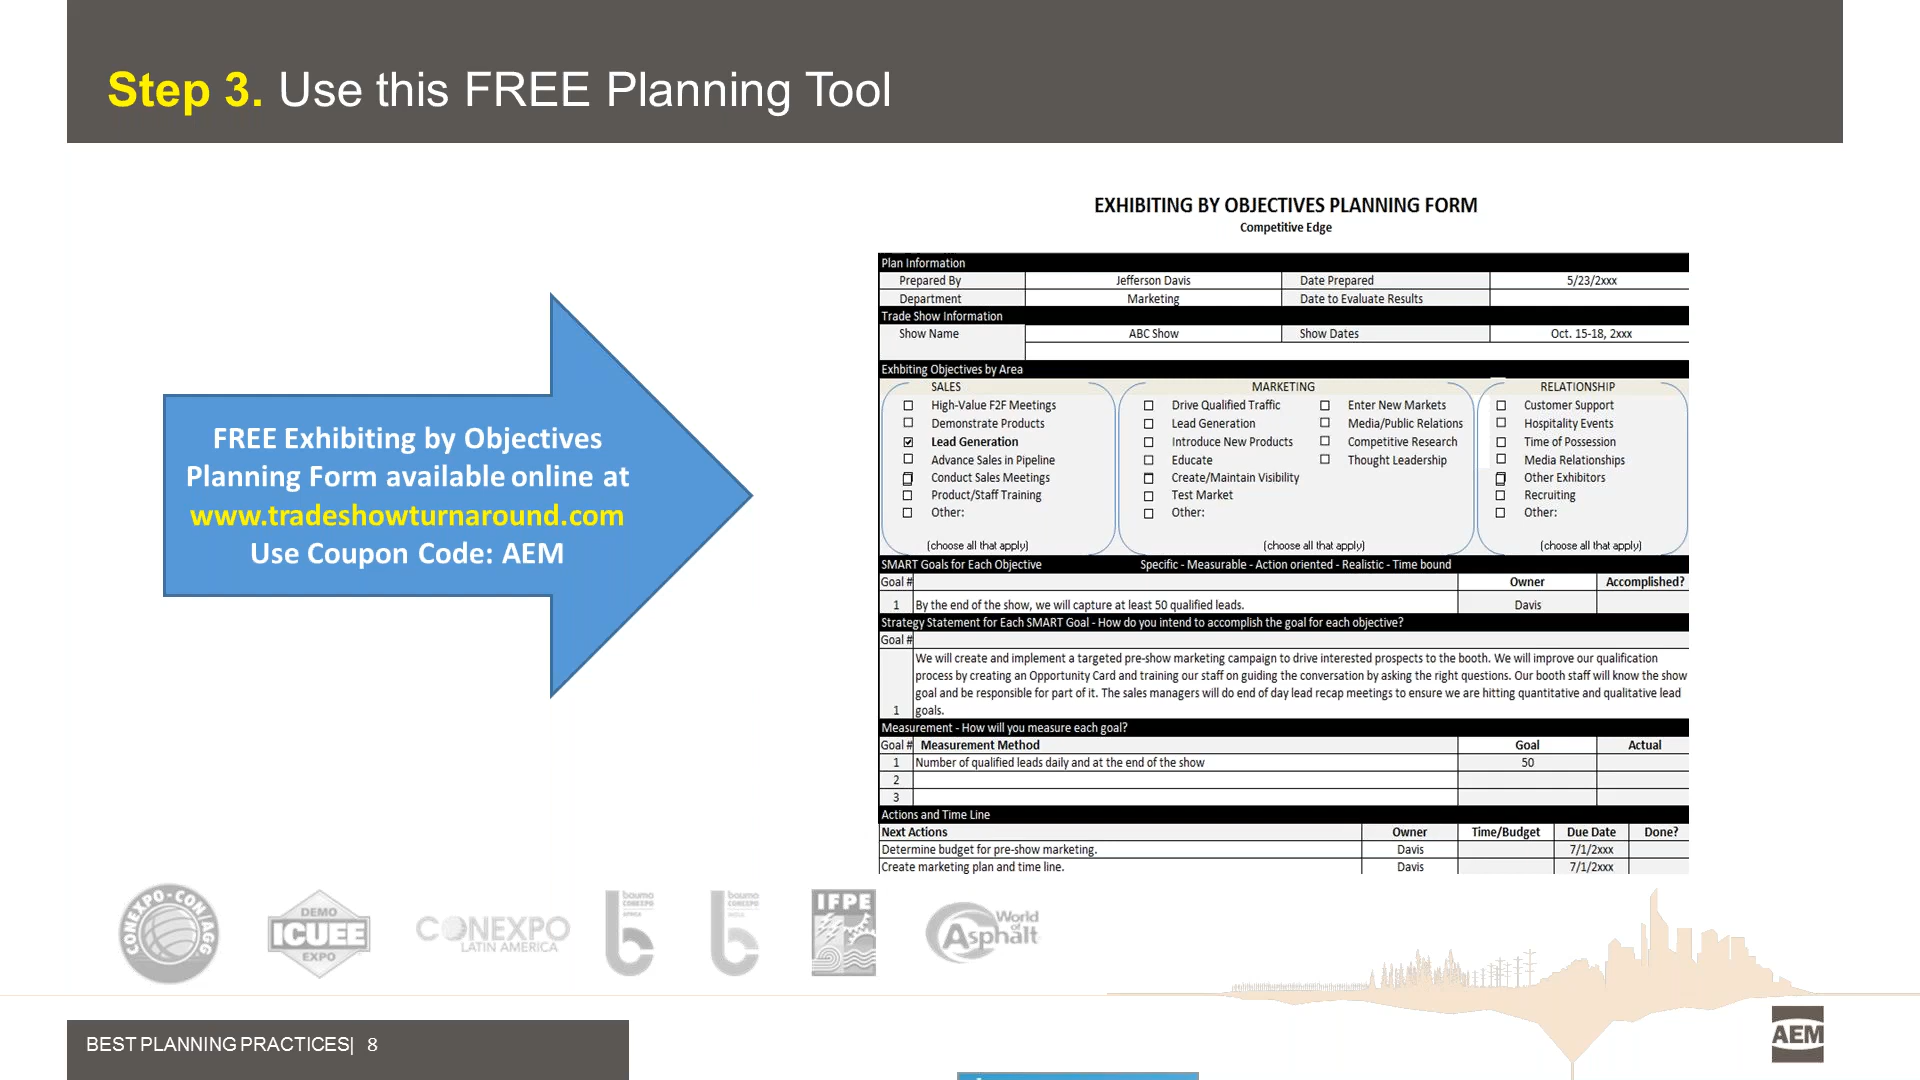 Step 3. Use this FREE Planning Tool
FREE Exhibiting by Objectives
Planning Form available online at
www.tradeshowturnaround.com
Use Coupon Code: AEM
EXHIBITING BY OBJECTIVES PLANNING FORM
Competitive Edge
Plan Information
Prepared By Jefferson Davis Date Prepared 5/23/2xxx
Department Marketing Date to Evaluate Results
Trade Show Information
Show Name ABC Show Show Dates Oct. 15-18, 2xxx
Exhbiting Objectives by Area
SALES MARKETING RELATIONSHIP
High-Value F2F Meetings Drive Qualified Traffic Enter New Markets Customer Support
Demonstrate Products Lead Generation Media/Public Relations Hospitality Events
Lead Generation Introduce New Products Competitive Research Time of Possession
Advance Sales in Pipeline Educate Thought Leadership Media Relationships
Conduct Sales Meetings Create/Maintain Visibility Other Exhibitors
Product/Staff Training Test Market Recruiting
Other: Other: Other:
(choose all that apply) (choose all that apply) (choose all that apply)
SMART Goals for Each Objective Specific - Measurable - Action oriented - Realistic - Time bound
Goal # Owner Accomplished?
1 By the end of the show, we will capture at least 50 qualified leads. Davis
Strategy Statement for Each SMART Goal - How do you intend to accomplish the goal for each objective?
Goal #
We will create and implement a targeted pre-show marketing campaign to drive interested prospects to the booth. We will improve our qualification
process by creating an Opportunity Card and training our staff on guiding the conversation by asking the right questions. Our booth staff will know the show
goal and be responsible for part of it. The sales managers will do end of day lead recap meetings to ensure we are hitting quantitative and qualitative lead
1 goals.
Measurement - How will you measure each goal?
Goal # Measurement Method Goal Actual
1 Number of qualified leads daily and at the end of the show 50
2
3
Actions and Time Line
Next Actions Owner Time/Budget Due Date Done?
Determine budget for pre-show marketing. Davis 7/1/2xxx
Create marketing plan and time line. Davis 7/1/2xxx
CONEXPO-CON/AGG
DEMO
ICUEE
EXPO
CONEXPO
LATIN AMERICA
bauma
CONEXPO
AFRICA
bauma
CONEXPO
INDIA
IFPE
World
of
Asphalt
BEST PLANNING PRACTICES| 8
AEM